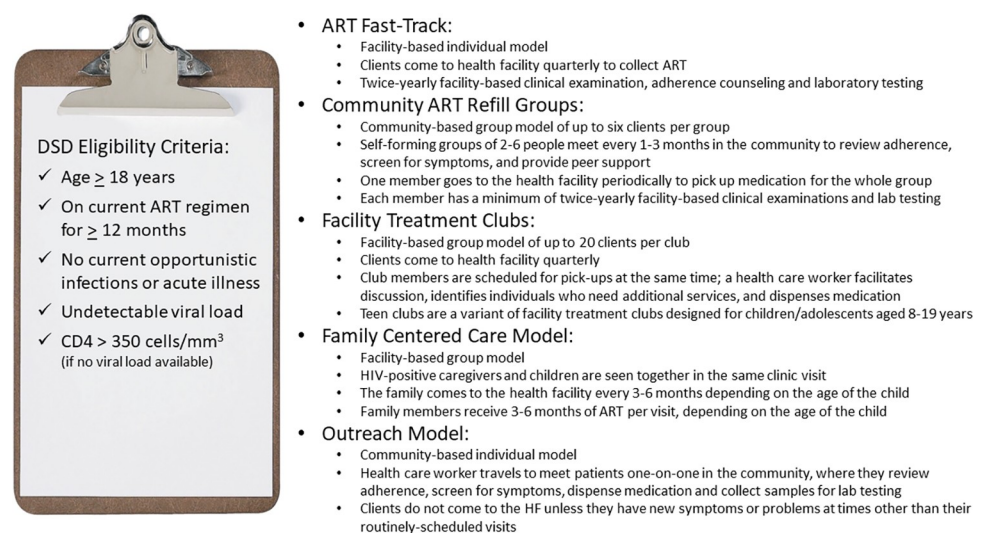 DSD Eligibility Criteria:
✓ Age ≥ 18 years
✓ On current ART regimen
for ≥ 12 months
✓ No current opportunistic
infections or acute illness
✓ Undetectable viral load
✓ CD4 > 350 cells/mm³
(if no viral load available)
• ART Fast-Track:
• Facility-based individual model
• Clients come to health facility quarterly to collect ART
• Twice-yearly facility-based clinical examination, adherence counseling and laboratory testing
• Community ART Refill Groups:
• Community-based group model of up to six clients per group
• Self-forming groups of 2-6 people meet every 1-3 months in the community to review adherence,
screen for symptoms, and provide peer support
• One member goes to the health facility periodically to pick up medication for the whole group
• Each member has a minimum of twice-yearly facility-based clinical examinations and lab testing
• Facility Treatment Clubs:
• Facility-based group model of up to 20 clients per club
• Clients come to health facility quarterly
• Club members are scheduled for pick-ups at the same time; a health care worker facilitates
discussion, identifies individuals who need additional services, and dispenses medication
• Teen clubs are a variant of facility treatment clubs designed for children/adolescents aged 8-19 years
• Family Centered Care Model:
• Facility-based group model
• HIV-positive caregivers and children are seen together in the same clinic visit
• The family comes to the health facility every 3-6 months depending on the age of the child
• Family members receive 3-6 months of ART per visit, depending on the age of the child
• Outreach Model:
• Community-based individual model
• Health care worker travels to meet patients one-on-one in the community, where they review
adherence, screen for symptoms, dispense medication and collect samples for lab testing
• Clients do not come to the HF unless they have new symptoms or problems at times other than their
routinely-scheduled visits